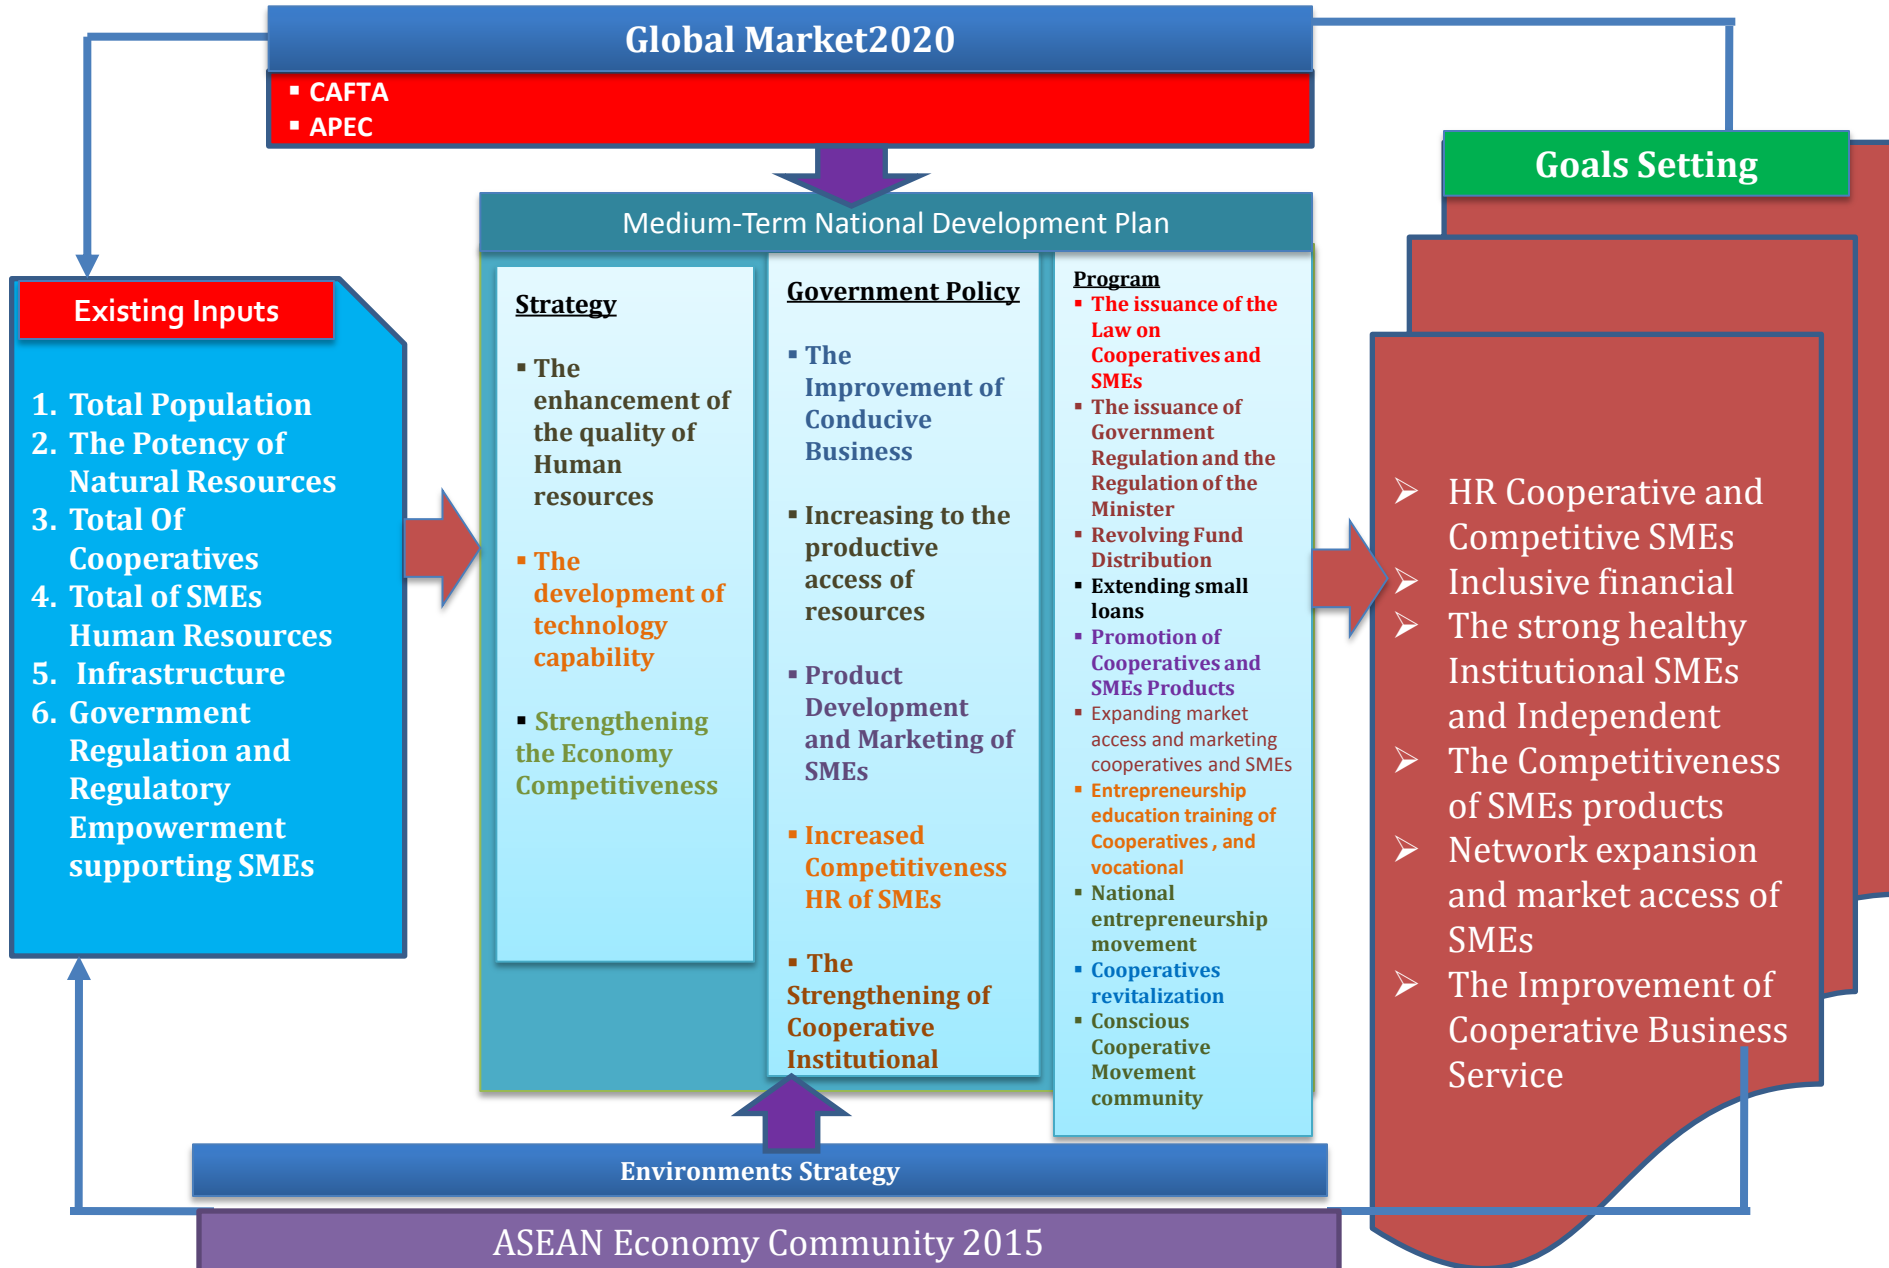 Global Market2020
▪ CAFTA
▪ APEC
Goals Setting
Medium-Term National Development Plan
Existing Inputs
1. Total Population
2. The Potency of
Natural Resources
3. Total Of
Cooperatives
4. Total of SMEs
Human Resources
5. Infrastructure
6. Government
Regulation and
Regulatory
Empowerment
supporting SMEs
Strategy
▪ The
enhancement of
the quality of
Human
resources
▪ The
development of
technology
capability
▪ Strengthening
the Economy
Competitiveness
Government Policy
▪ The
Improvement of
Conducive
Business
▪ Increasing to the
productive
access of
resources
▪ Product
Development
and Marketing of
SMEs
▪ Increased
Competitiveness
HR of SMEs
▪ The
Strengthening of
Cooperative
Institutional
Program
▪ The issuance of the
Law on
Cooperatives and
SMEs
▪ The issuance of
Government
Regulation and the
Regulation of the
Minister
▪ Revolving Fund
Distribution
▪ Extending small
loans
▪ Promotion of
Cooperatives and
SMEs Products
▪ Expanding market
access and marketing
cooperatives and SMEs
▪ Entrepreneurship
education training of
Cooperatives , and
vocational
▪ National
entrepreneurship
movement
▪ Cooperatives
revitalization
▪ Conscious
Cooperative
Movement
community
➢ HR Cooperative and
Competitive SMEs
➢ Inclusive financial
➢ The strong healthy
Institutional SMEs
and Independent
➢ The Competitiveness
of SMEs products
➢ Network expansion
and market access of
SMEs
➢ The Improvement of
Cooperative Business
Service
Environments Strategy
ASEAN Economy Community 2015